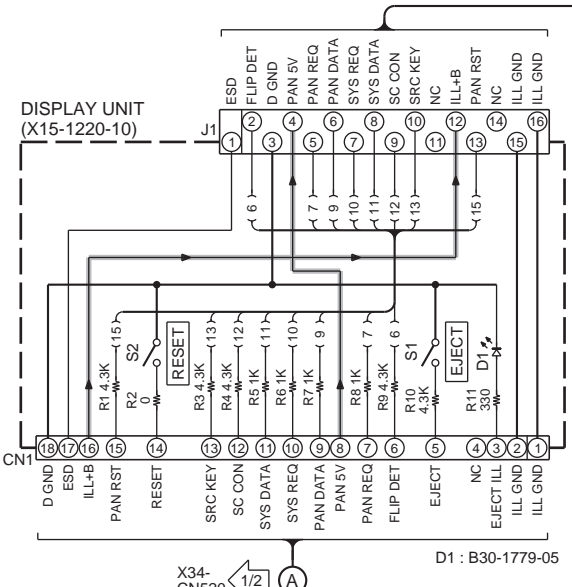 ESD
FLIP DET
D GND
PAN 5V
PAN REQ
PAN DATA
SYS REQ
SYS DATA
SC CON
SRC KEY
NC
ILL+B
PAN RST
NC
ILL GND
ILL GND
DISPLAY UNIT
(X15-1220-10)
J1
2 4 6 8 10 12 14 16
1 3 5 7 9 11 13 15
6 7 9 10 11 12 13 15
15 13 12 11 10 9 7 6
S2
RESET
S1
EJECT
D1
R1 4.3K
R2 0
R3 4.3K
R4 4.3K
R5 1K
R6 1K
R7 1K
R8 1K
R9 4.3K
R10 4.3K
R11 330
CN1
18 17 16 15 14 13 12 11 10 9 8 7 6 5 4 3 2 1
D GND
ESD
ILL+B
PAN RST
RESET
SRC KEY
SC CON
SYS DATA
SYS REQ
PAN DATA
PAN 5V
PAN REQ
FLIP DET
EJECT
NC
EJECT ILL
ILL GND
ILL GND
D1 : B30-1779-05
X34-
1/2
A